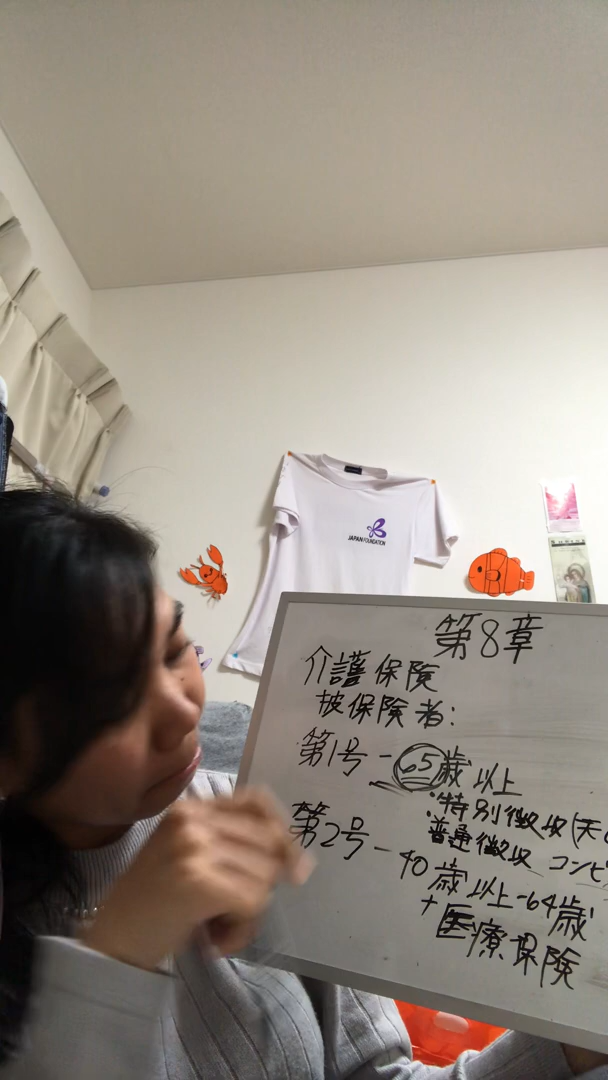 JAPAN FOUNDATION
第8章
介護保険
被保険者:
第1号-65歳以上
・特別徴収(天
普通徴収 コンビ
第2号-40歳以上-64歳
+医療保険